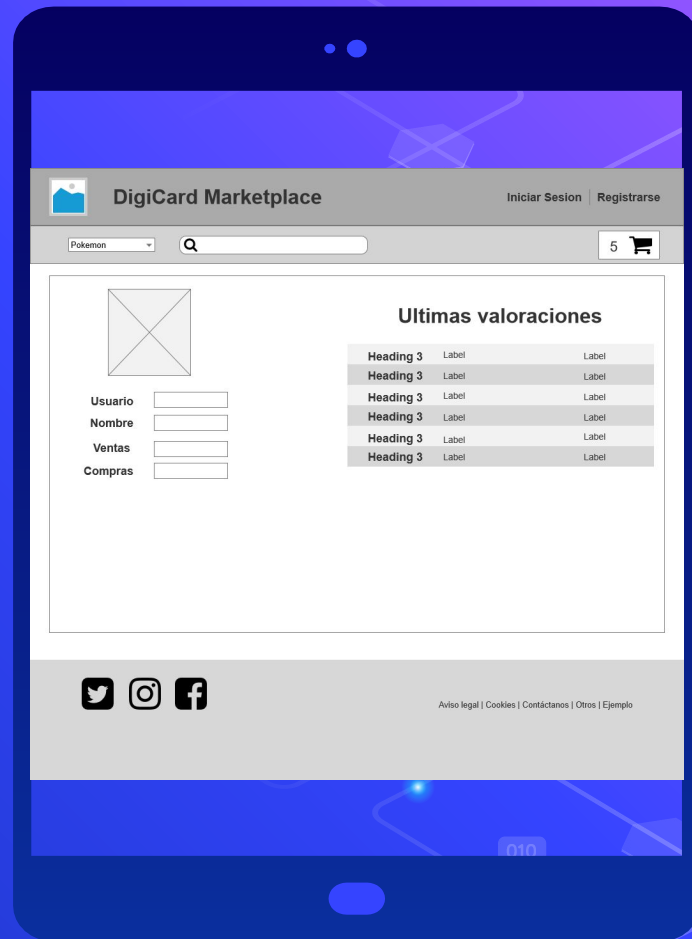 DigiCard Marketplace
Iniciar Sesion | Registrarse
Pokemon
5
Usuario
Nombre
Ventas
Compras
Ultimas valoraciones
Heading 3 Label Label
Heading 3 Label Label
Heading 3 Label Label
Heading 3 Label Label
Heading 3 Label Label
Heading 3 Label Label
Aviso legal | Cookies | Contáctanos | Otros | Ejemplo
010